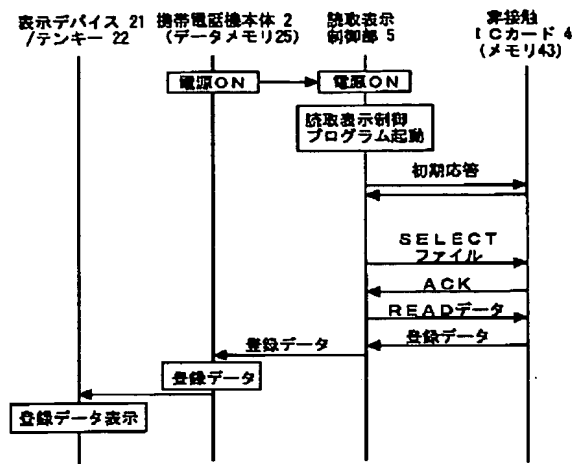 表示デバイス 21
/テンキー 22
携帯電話機本体 2
(データメモリ25)
読取表示
制御部 5
非接触
ICカード 4
(メモリ43)
電源ON
電源ON
読取表示制御
プログラム起動
初期応答
SELECT
ファイル
ACK
READデータ
登録データ
登録データ
登録データ
登録データ表示